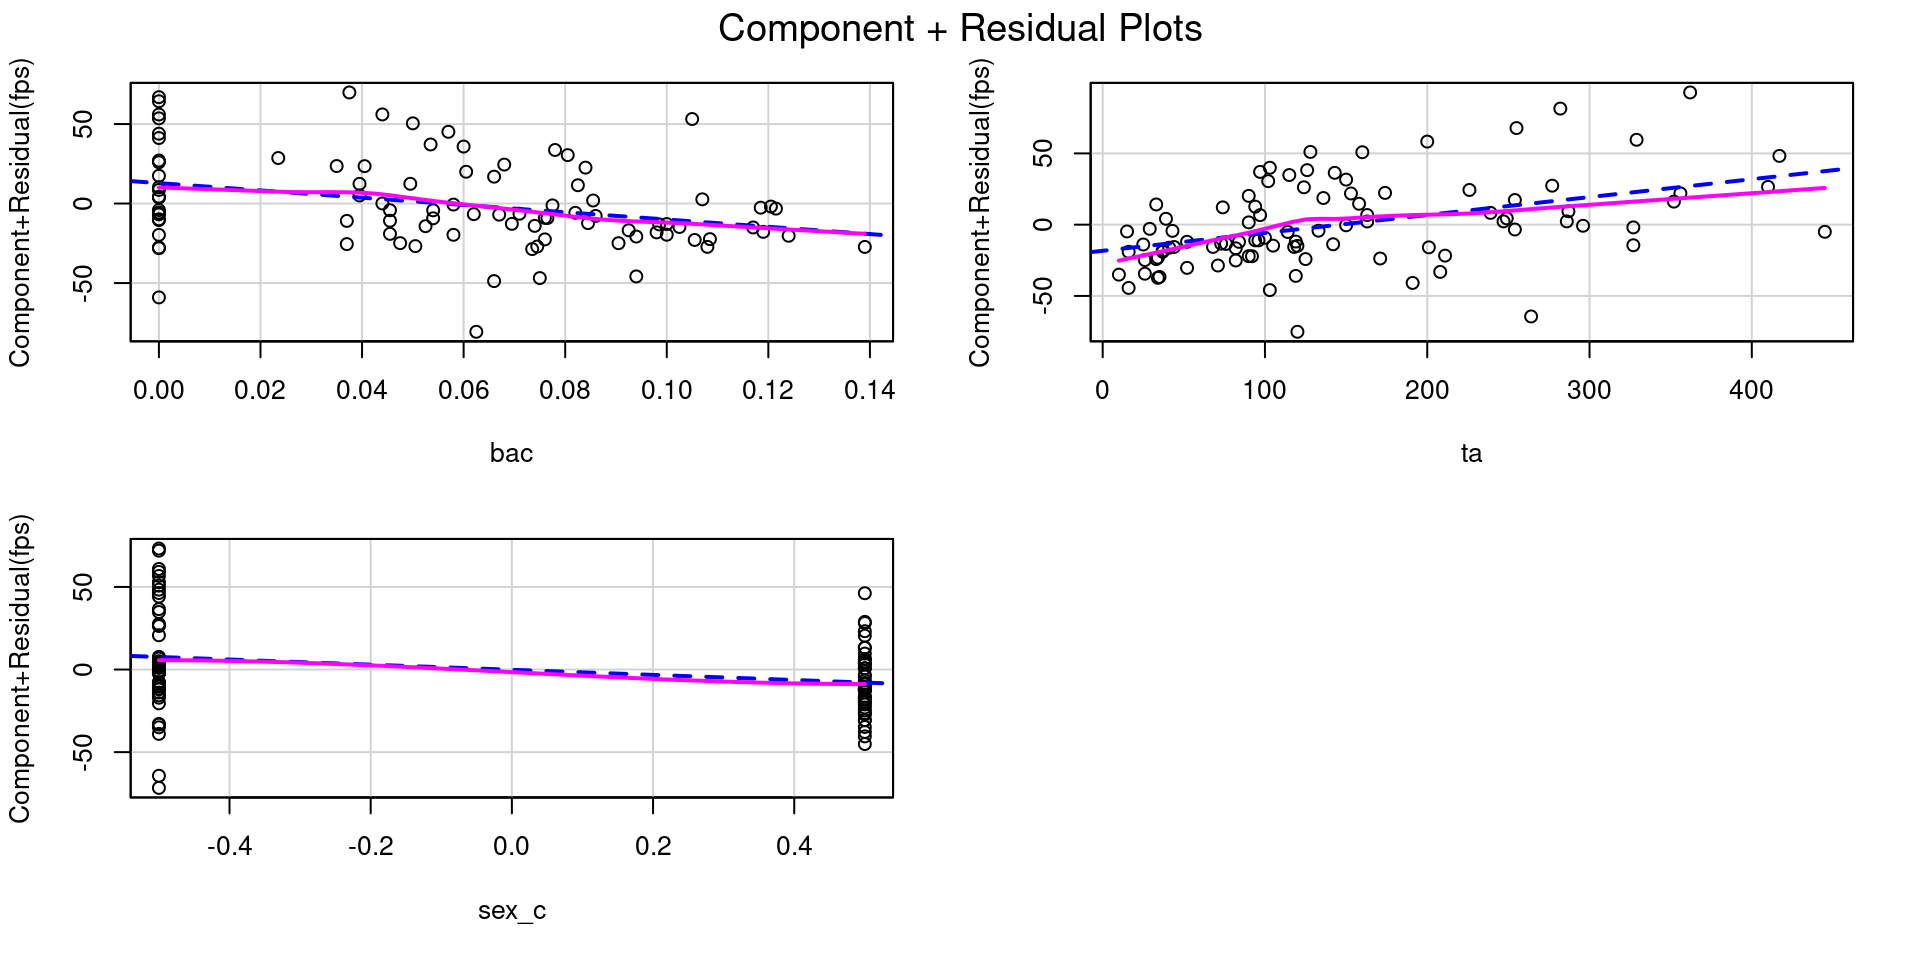 Component + Residual Plots
Component+Residual(fps)
50
0
-50
0.00 0.02 0.04 0.06 0.08 0.10 0.12 0.14
bac
Component+Residual(fps)
50
0
-50
0 100 200 300 400
ta
Component+Residual(fps)
50
0
-50
-0.4 -0.2 0.0 0.2 0.4
sex_c